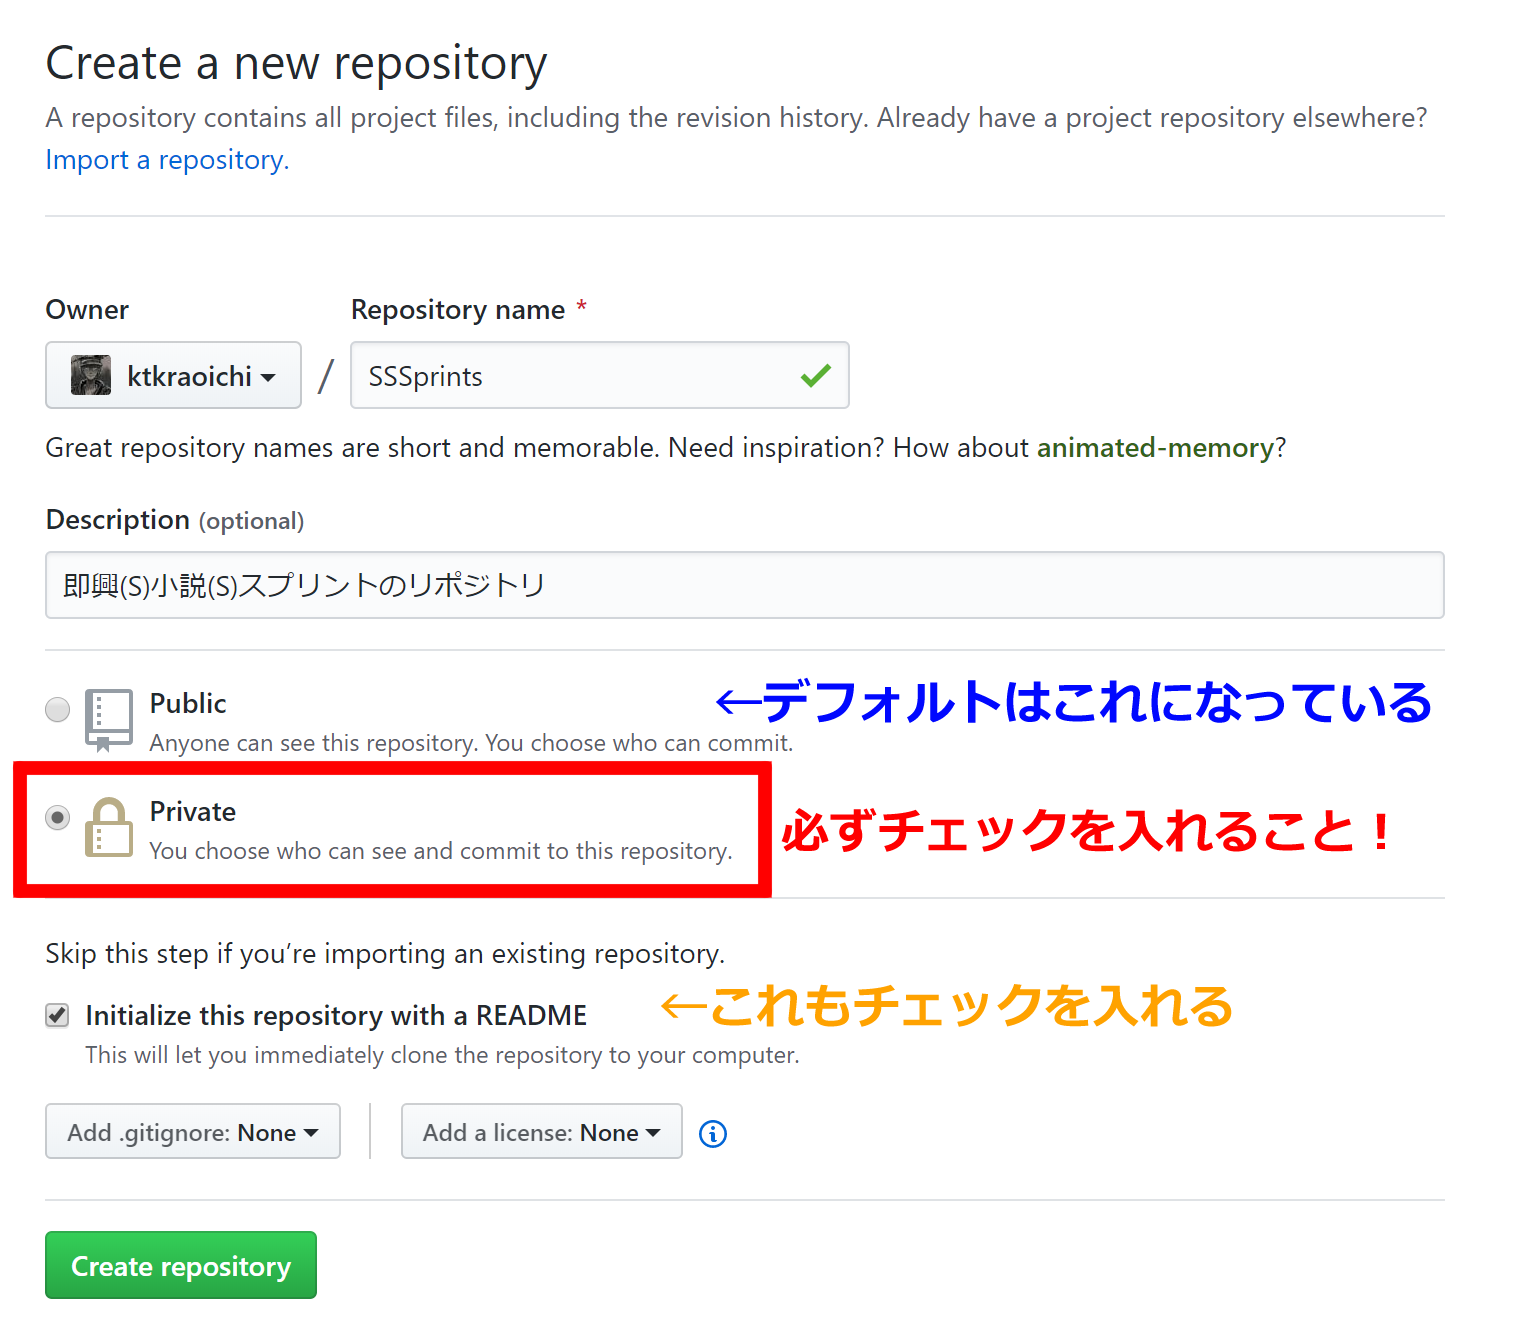 Create a new repository
A repository contains all project files, including the revision history. Already have a project repository elsewhere?
Import a repository.
Owner
Repository name *
ktkraoichi
/
SSSprints
Great repository names are short and memorable. Need inspiration? How about animated-memory?
Description (optional)
即興(S)小説(S)スプリントのリポジトリ
Public
←デフォルトはこれになっている
Anyone can see this repository. You choose who can commit.
Private
必ずチェックを入れること！
You choose who can see and commit to this repository.
Skip this step if you’re importing an existing repository.
Initialize this repository with a README
←これもチェックを入れる
This will let you immediately clone the repository to your computer.
Add .gitignore: None
Add a license: None
Create repository